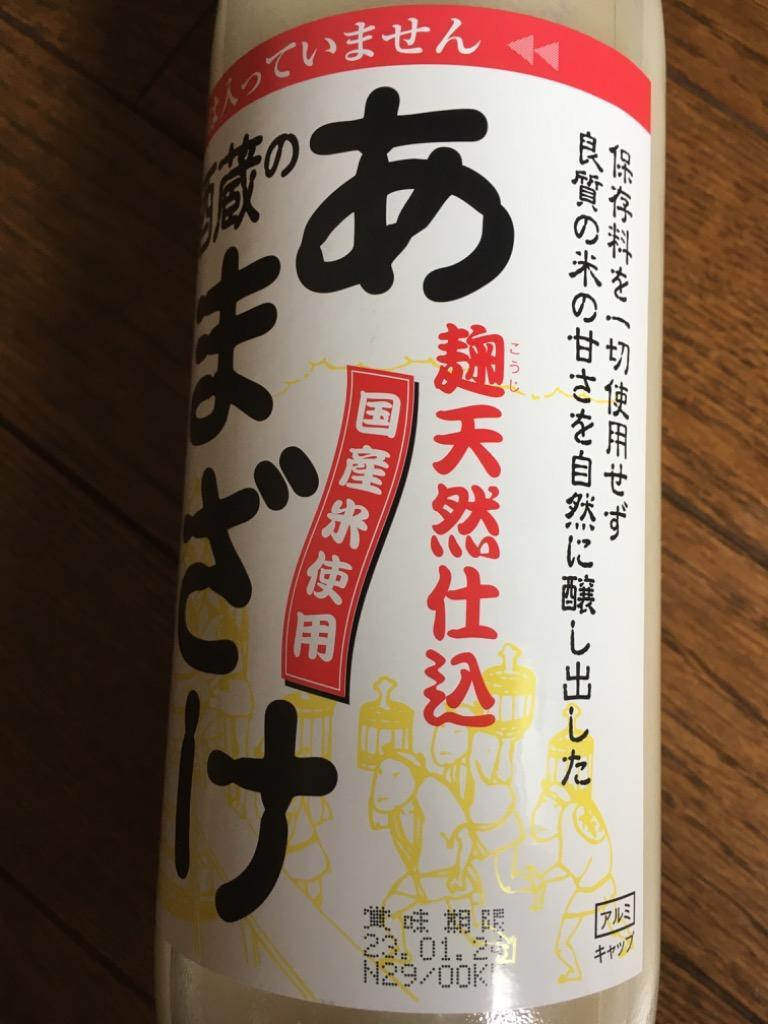 は入っていません
保存料を一切使用せず
良質の米の甘さを自然に醸し出した
酒蔵の
あまざけ
こうじ
麹天然仕込
国産米使用
賞味期限
22.01.24
N29/00K
アルミ
キャップ